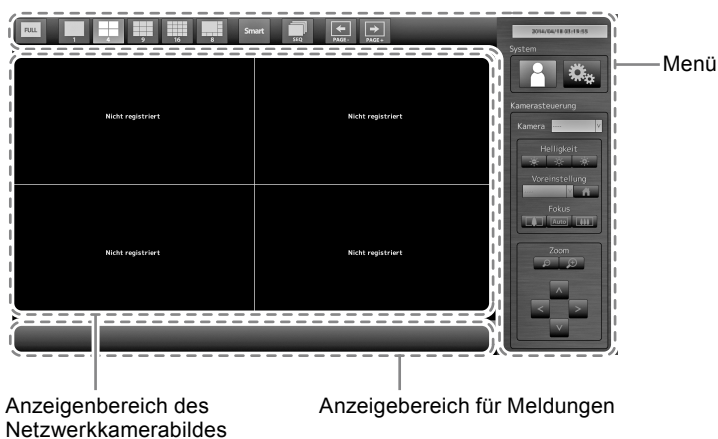 FULL
1
4
9
16
8
Smart
SEQ
PAGE-
PAGE+
2016/04/18 01:19:55
System
Menü
Nicht registriert
Nicht registriert
Kamerasteuerung
Kamera
Helligkeit
Voreinstellung
Fokus
Auto
Nicht registriert
Nicht registriert
Zoom
Anzeigenbereich des
Netzwerkkamerabildes
Anzeigebereich für Meldungen